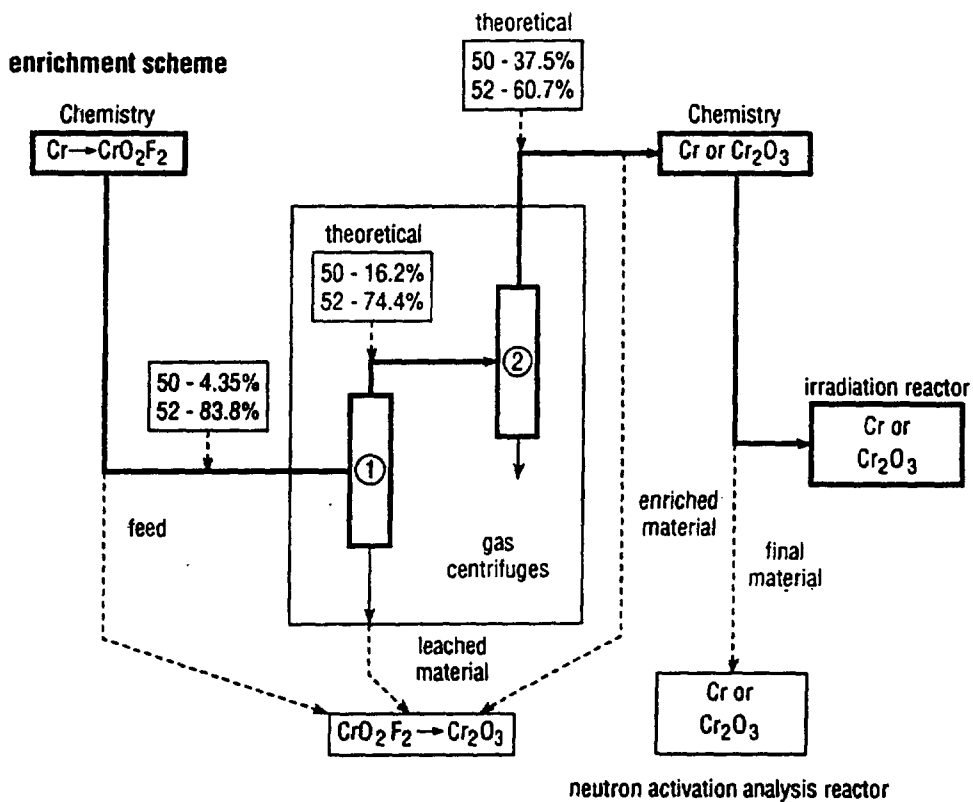 enrichment scheme
theoretical
50 - 37.5%
52 - 60.7%
Chemistry
Cr→CrO₂F₂
Chemistry
Cr or Cr₂O₃
theoretical
50 - 16.2%
52 - 74.4%
50 - 4.35%
52 - 83.8%
②
①
irradiation reactor
Cr or
Cr₂O₃
feed
gas
centrifuges
enriched
material
final
material
leached
material
CrO₂F₂→Cr₂O₃
Cr or
Cr₂O₃
neutron activation analysis reactor